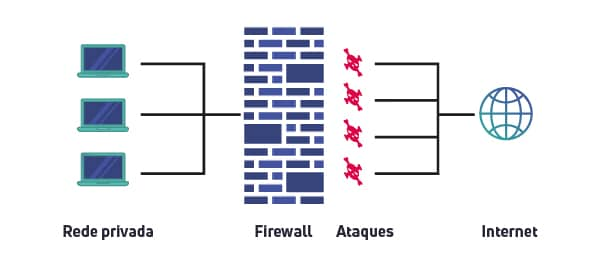 Rede privada
Firewall
Ataques
Internet